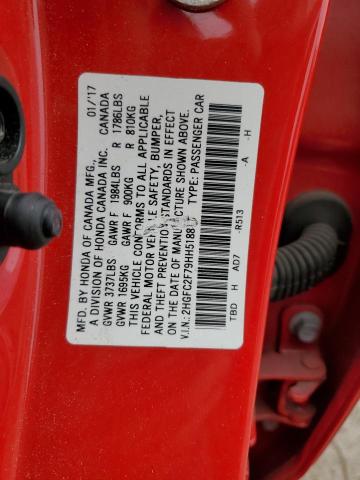 MFD. BY HONDA OF CANADA MFG., 01/17
A DIVISION OF HONDA CANADA INC. CANADA
GVWR 3737LBS GAWR F 1984LBS R 1786LBS
GVWR 1695KG GAWR F 900KG R 810KG
THIS VEHICLE CONFORMS TO ALL APPLICABLE
FEDERAL MOTOR VEHICLE SAFETY, BUMPER,
AND THEFT PREVENTION STANDARDS IN EFFECT
ON THE DATE OF MANUFACTURE SHOWN ABOVE.
V.I.N.: TYPE: PASSENGER CAR
TBD H AD7 -R513 -A -H